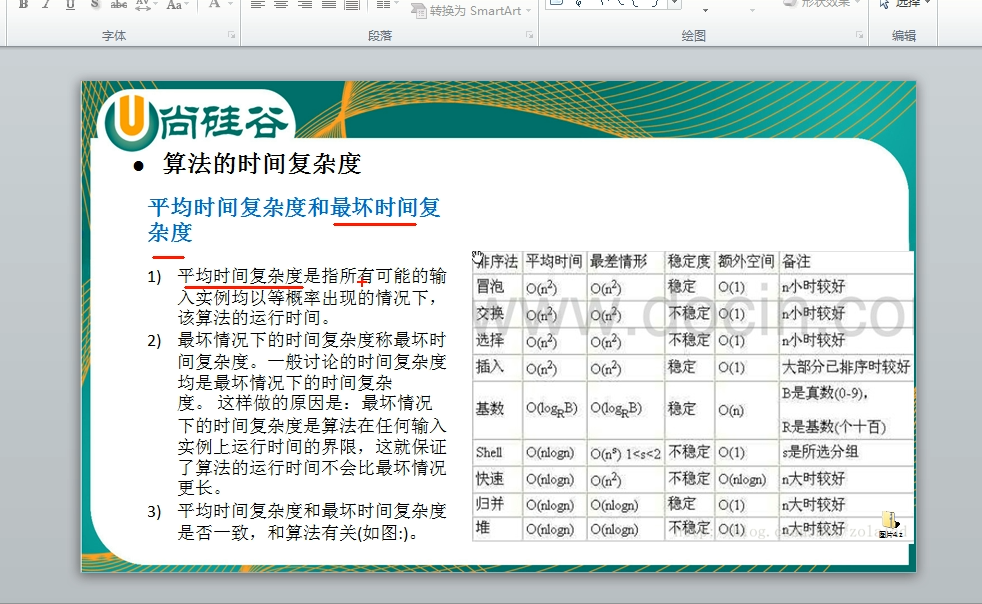 B I U S abc AV Aa A
转换为 SmartArt
形状效果
选择
字体
段落
绘图
编辑
U尚硅谷
● 算法的时间复杂度
平均时间复杂度和最坏时间复
杂度
1) 平均时间复杂度是指所有可能的输
入实例均以等概率出现的情况下，
该算法的运行时间。
2) 最坏情况下的时间复杂度称最坏时
间复杂度。一般讨论的时间复杂度
均是最坏情况下的时间复杂
度。 这样做的原因是：最坏情况
下的时间复杂度是算法在任何输入
实例上运行时间的界限，这就保证
了算法的运行时间不会比最坏情况
更长。
3) 平均时间复杂度和最坏时间复杂度
是否一致，和算法有关(如图:)。
排序法 平均时间 最差情形 稳定度 额外空间 备注
冒泡 O(n²) O(n²) 稳定 O(1) n小时较好
交换 O(n²) O(n²) 不稳定 O(1) n小时较好
www.docin.co
选择 O(n²) O(n²) 不稳定 O(1) n小时较好
插入 O(n²) O(n²) 稳定 O(1) 大部分已排序时较好
基数 O(logRB) O(logRB) 稳定 O(n) B是真数(0-9)，
R是基数(个十百)
Shell O(nlogn) O(nˢ) 1<s<2 不稳定 O(1) s是所选分组
快速 O(nlogn) O(n²) 不稳定 O(nlogn) n大时较好
归并 O(nlogn) O(nlogn) 稳定 O(1) n大时较好
堆 O(nlogn) O(nlogn) 不稳定 O(1) n大时较好